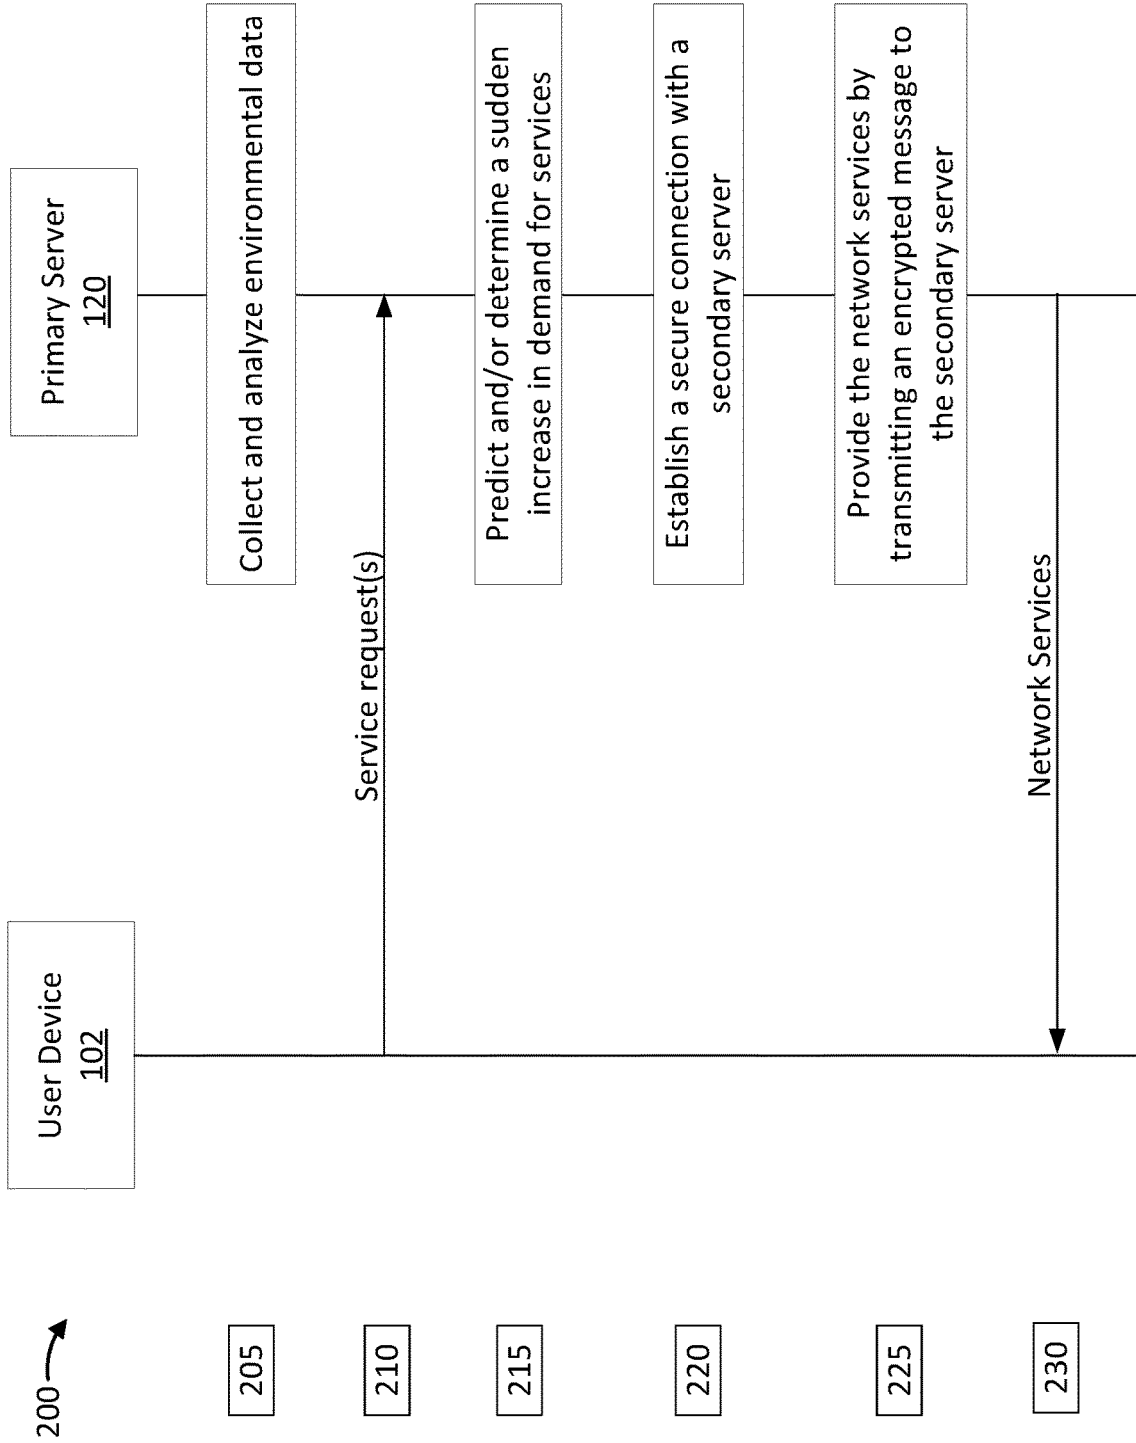 200
User Device
102
Primary Server
120
205
Collect and analyze environmental data
210
Service request(s)
215
Predict and/or determine a sudden
increase in demand for services
220
Establish a secure connection with a
secondary server
225
Provide the network services by
transmitting an encrypted message to
the secondary server
230
Network Services